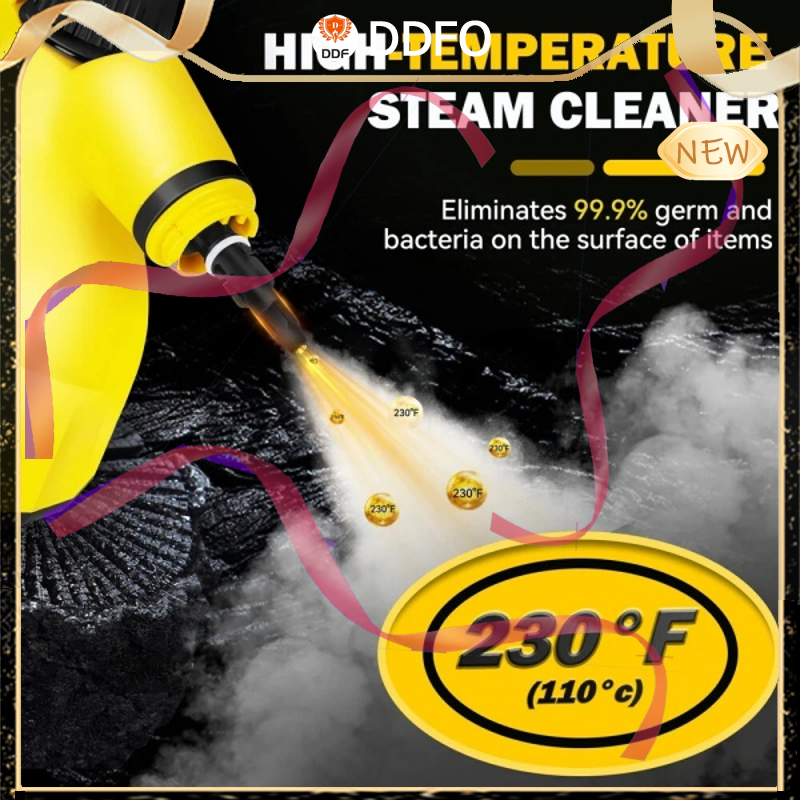 DDF
DDFO
HIGH-TEMPERATURE
STEAM CLEANER
NEW
Eliminates 99.9% germ and
bacteria on the surface of items
230°F
230°F
230°F
230°F
230°F
(110°c)